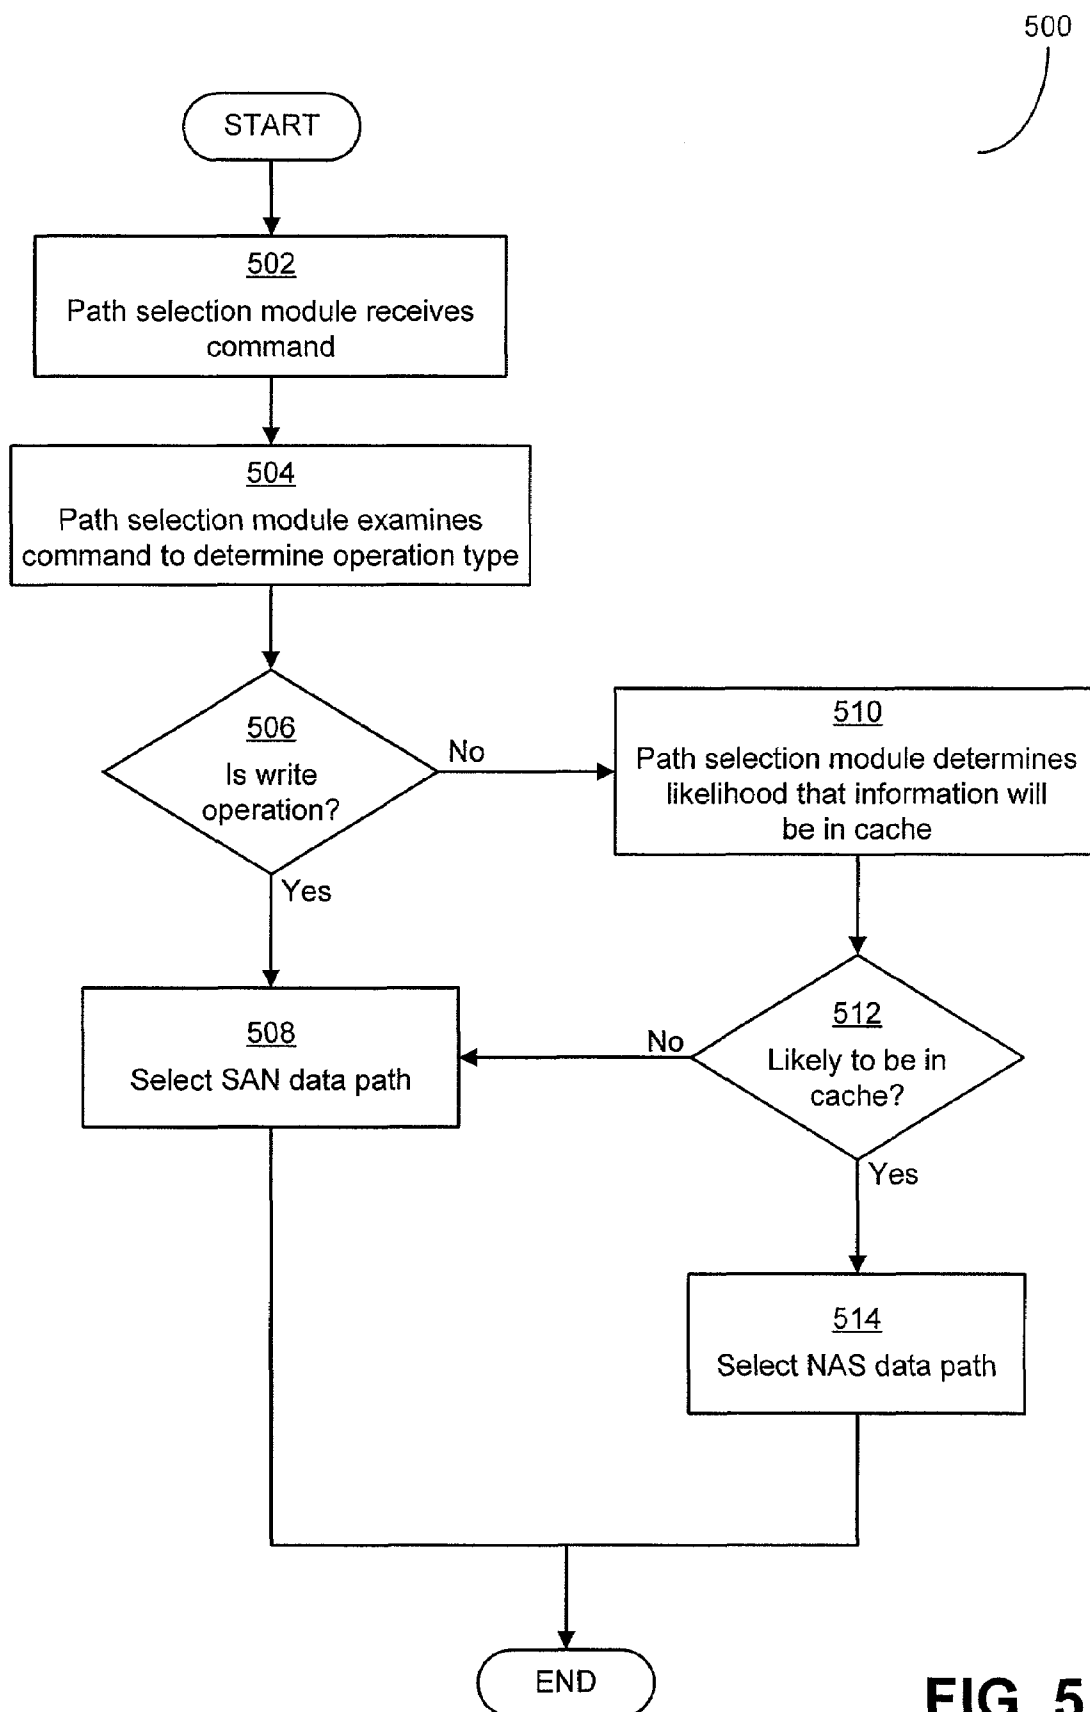 500
START
502
Path selection module receives
command
504
Path selection module examines
command to determine operation type
506
Is write
operation?
No
Yes
510
Path selection module determines
likelihood that information will
be in cache
508
Select SAN data path
512
Likely to be in
cache?
No
Yes
514
Select NAS data path
END
FIG. 5